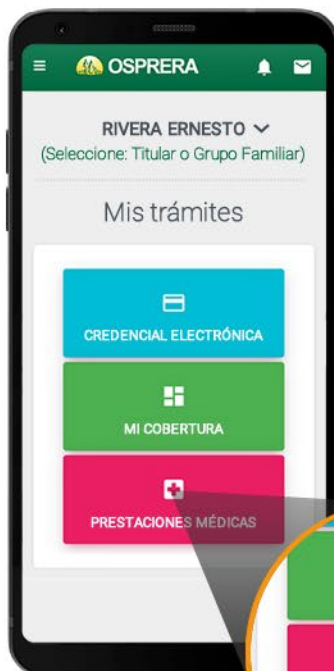 OSPRERA
RIVERA ERNESTO
(Seleccione: Titular o Grupo Familiar)
Mis trámites
CREDENCIAL ELECTRÓNICA
MI COBERTURA
PRESTACIONES MÉDICAS